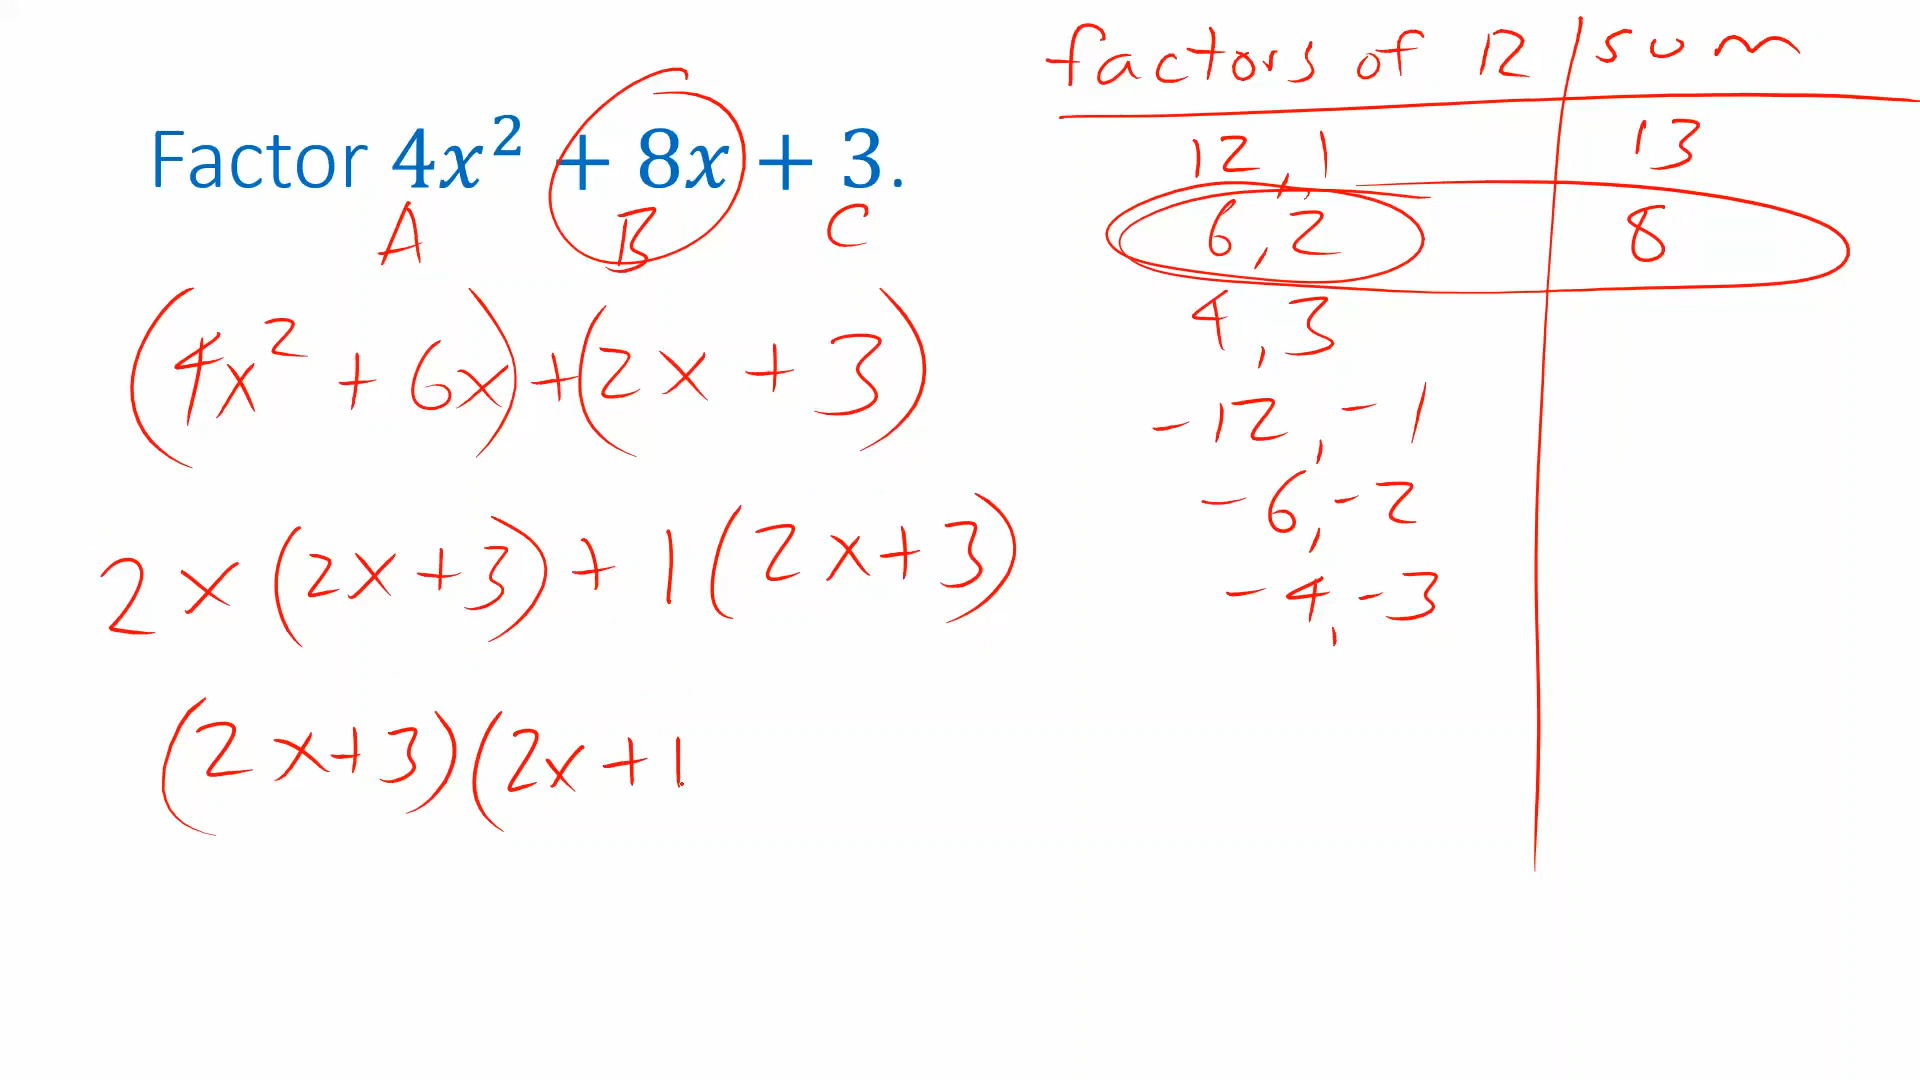 Factor 4x² + 8x + 3.
A B C
(4x² + 6x) + (2x + 3)
2x(2x+3) + 1(2x+3)
(2x+3)(2x+1
factors of 12 | sum
12, 1 13
6, 2 8
4, 3
-12, -1
-6, -2
-4, -3